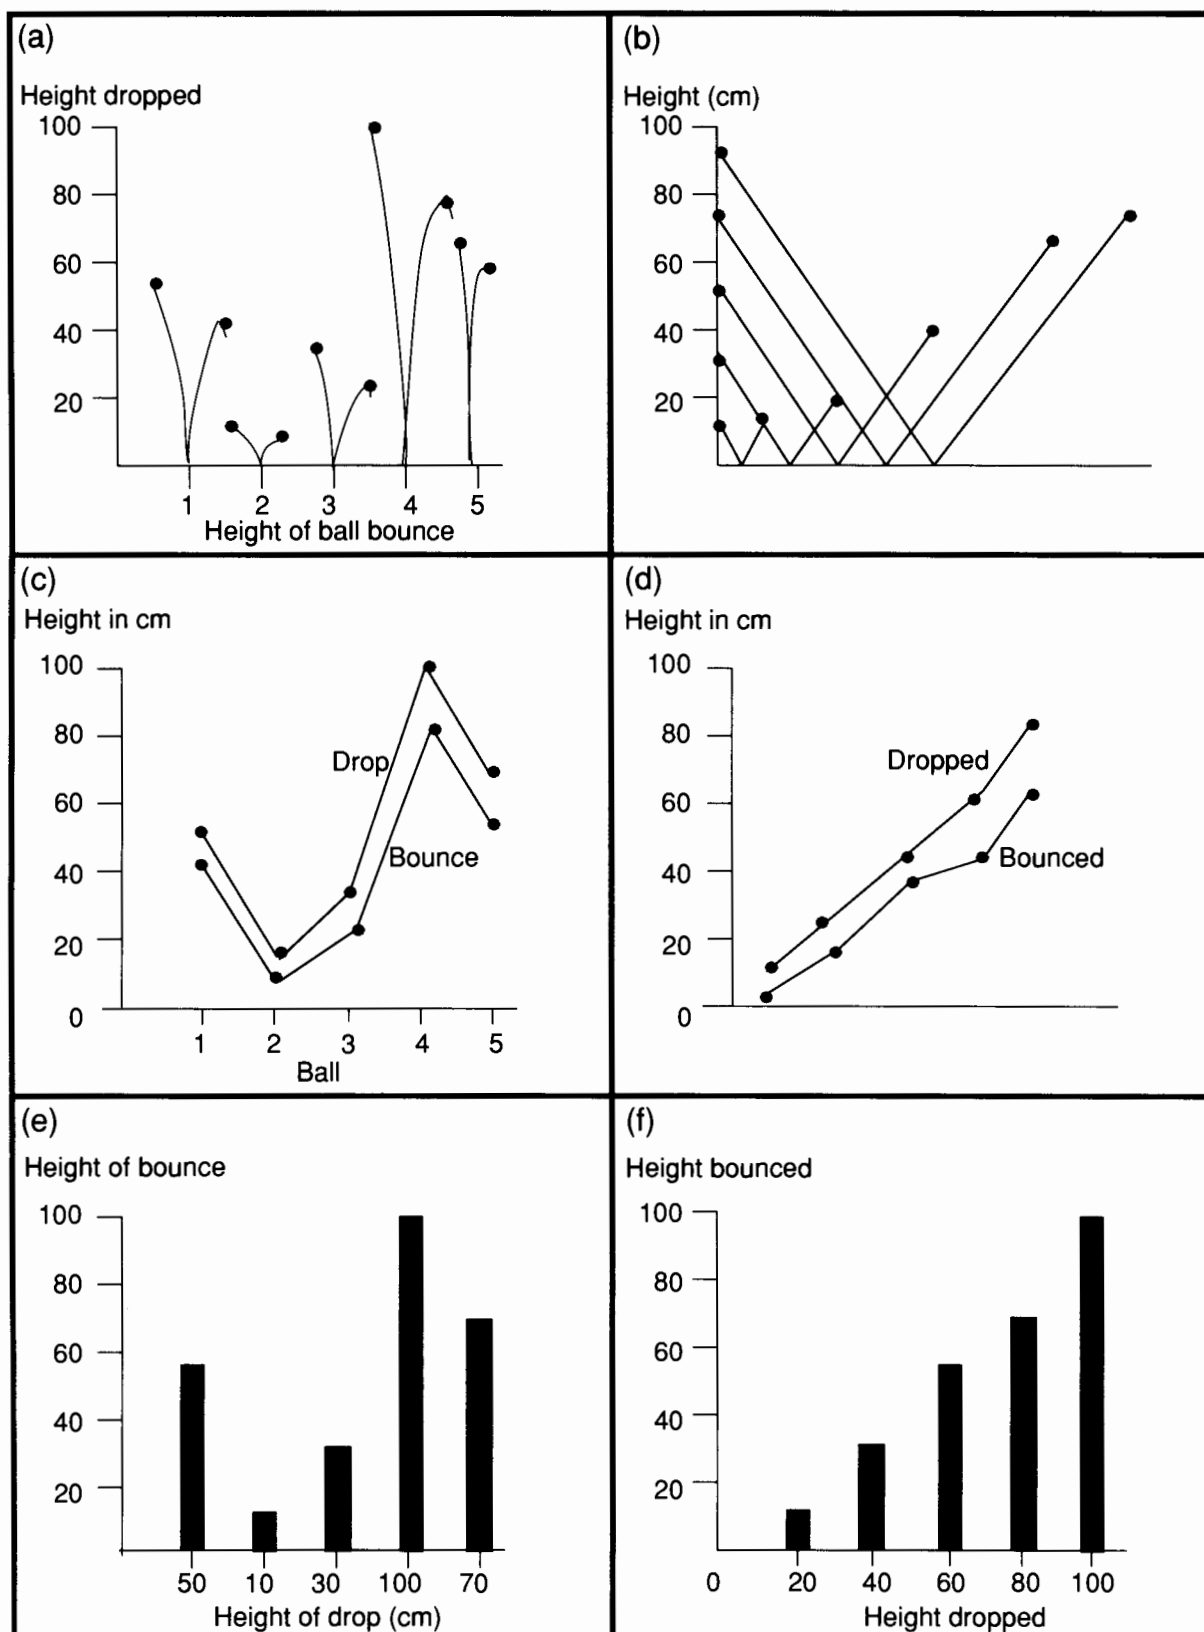 (a)
Height dropped
100
80
60
40
20
1 2 3 4 5
Height of ball bounce
(b)
Height (cm)
100
80
60
40
20
(c)
Height in cm
100
80
60
40
20
0
Drop
Bounce
1 2 3 4 5
Ball
(d)
Height in cm
100
80
60
40
20
0
Dropped
Bounced
(e)
Height of bounce
100
80
60
40
20
50 10 30 100 70
Height of drop (cm)
(f)
Height bounced
100
80
60
40
20
0 20 40 60 80 100
Height dropped